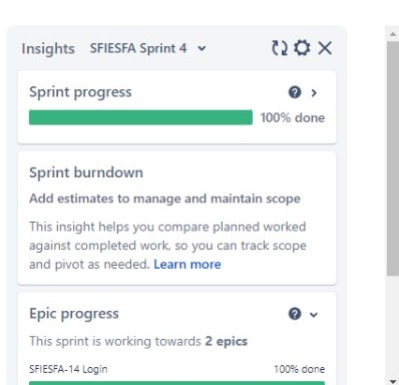 Insights SFIESFA Sprint 4
Sprint progress
100% done
Sprint burndown
Add estimates to manage and maintain scope
This insight helps you compare planned worked
against completed work, so you can track scope
and pivot as needed. Learn more
Epic progress
This sprint is working towards 2 epics
SFIESFA-14 Login 100% done